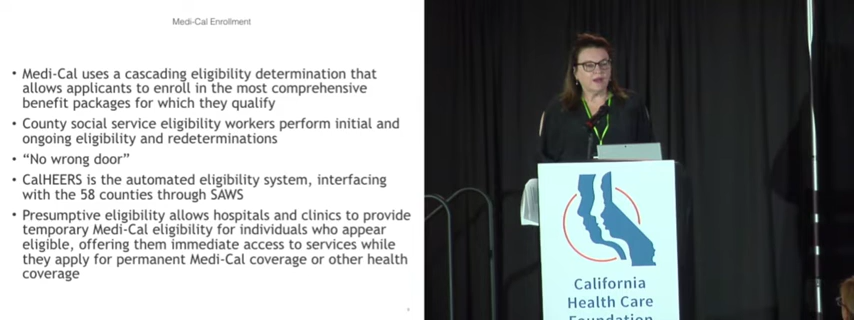 Medi-Cal Enrollment
• Medi-Cal uses a cascading eligibility determination that
allows applicants to enroll in the most comprehensive
benefit packages for which they qualify
• County social service eligibility workers perform initial and
ongoing eligibility and redeterminations
• “No wrong door”
• CalHEERS is the automated eligibility system, interfacing
with the 58 counties through SAWS
• Presumptive eligibility allows hospitals and clinics to provide
temporary Medi-Cal eligibility for individuals who appear
eligible, offering them immediate access to services while
they apply for permanent Medi-Cal coverage or other health
coverage
California
Health Care
Foundation